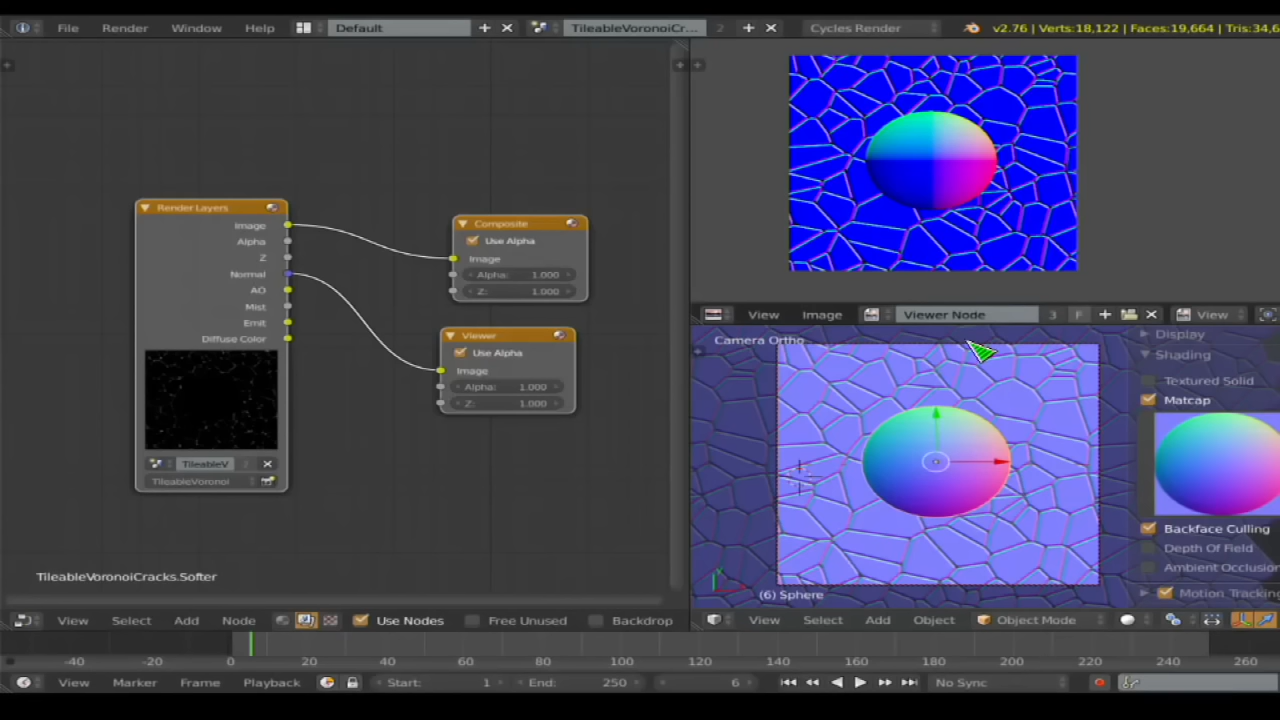 File Render Window Help Default TileableVoronoiCr... 2 Cycles Render v2.76 | Verts:18,122 | Faces:19,664 | Tris:34,6
Render Layers
Image
Alpha
Z
Normal
AO
Mist
Emit
Diffuse Color
TileableV 2
TileableVoronoi
Composite
Use Alpha
Image
Alpha: 1.000
Z: 1.000
Viewer
Use Alpha
Image
Alpha: 1.000
Z: 1.000
TileableVoronoiCracks.Softer
View Select Add Node Use Nodes Free Unused Backdrop
View Image Viewer Node 3 F View
Camera Ortho
(6) Sphere
Display
Shading
Textured Solid
Matcap
Backface Culling
Depth Of Field
Ambient Occlusion
Motion Tracking
View Select Add Object Object Mode
-40 -20 0 20 40 60 80 100 120 140 160 180 200 220 240 260
View Marker Frame Playback Start: 1 End: 250 6 No Sync